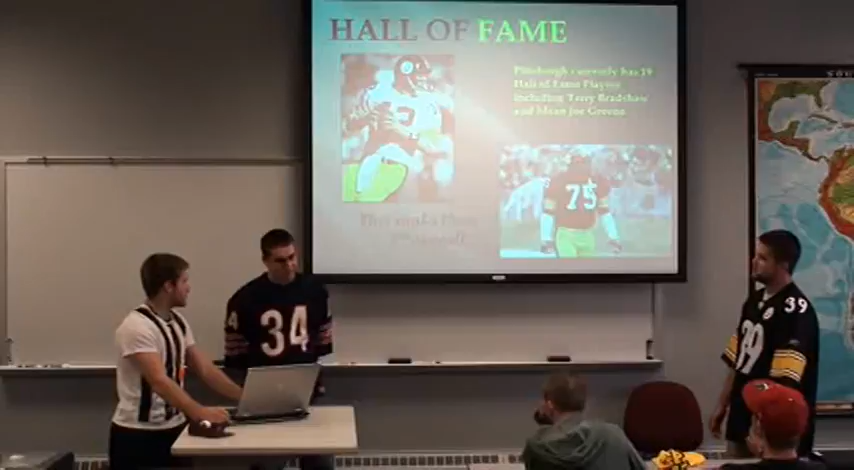 HALL OF FAME
Pittsburgh currently has 19
Hall of Fame Players
including Terry Bradshaw
and Mean Joe Greene
75
34
39
39